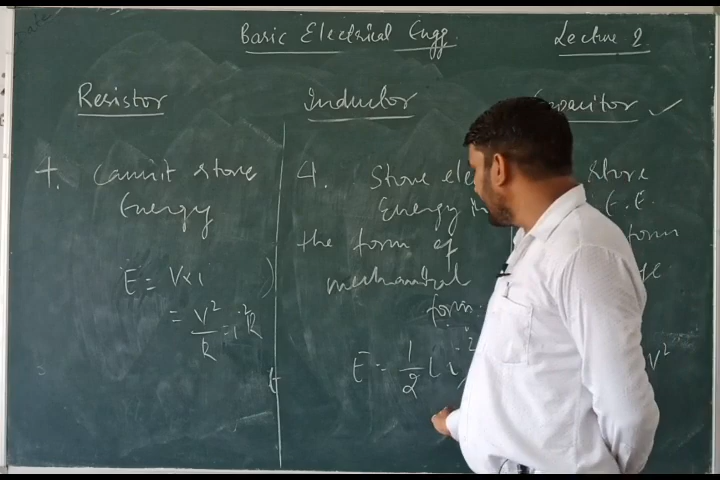 Basic Electrical Engg.
Lecture 2.
Resistor
4. Cannot store
Energy
E = V×i
= V²/R = i²R
Inductor
4. Store
Energy in
the form of
mechanical
form.
E = 1/2 L i²
Capacitor ✓
store
E.E.
form
V²